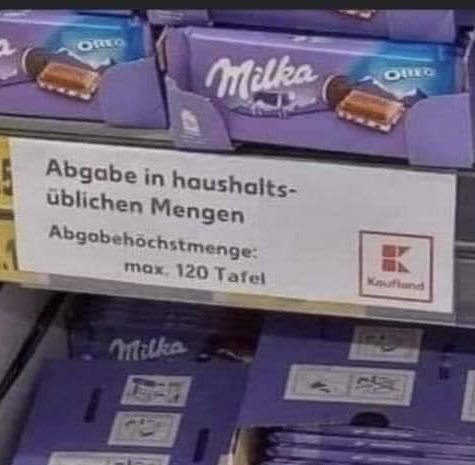 OREO
Milka
OREO
Abgabe in haushalts-
üblichen Mengen
Abgabehöchstmenge:
max. 120 Tafel
Kaufland
Milka